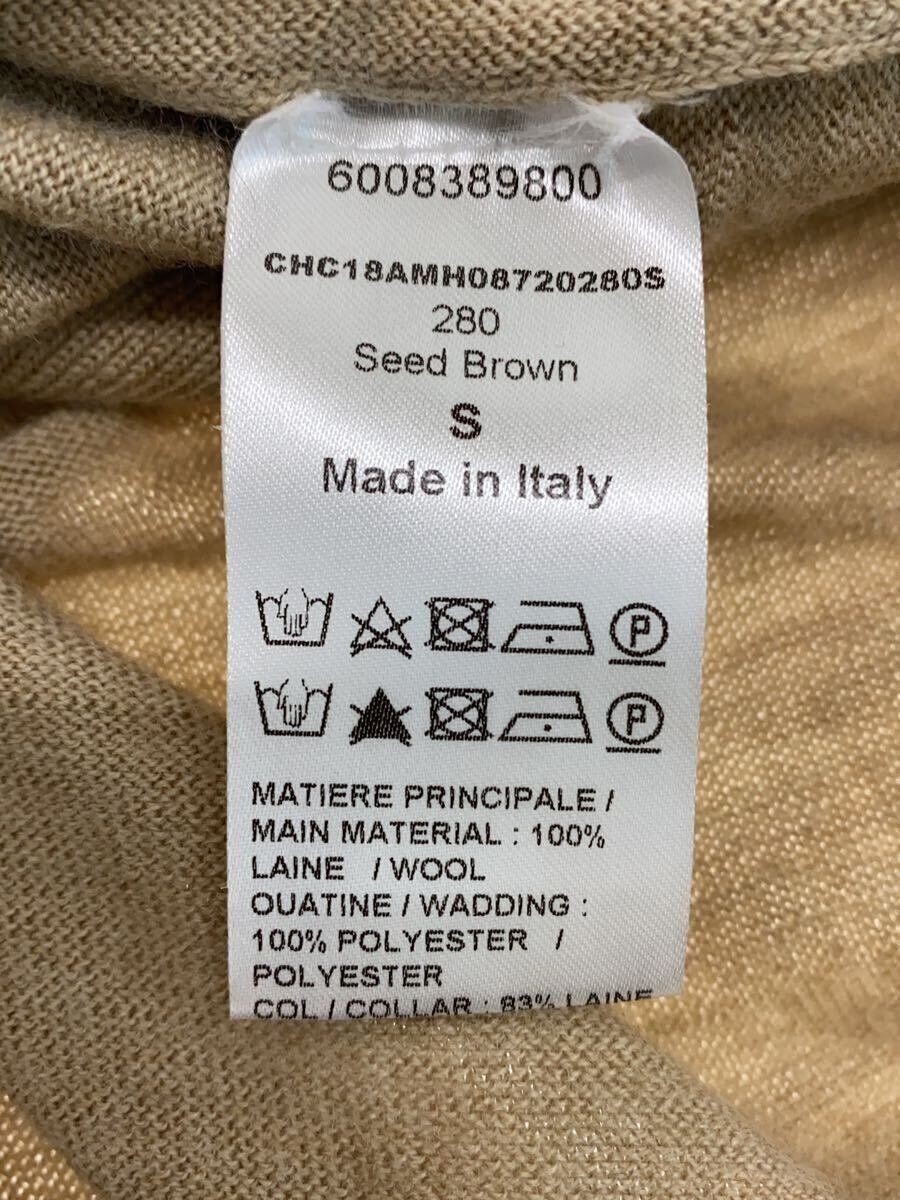 6008389800
CHC18AMH08720280S
280
Seed Brown
S
Made in Italy
P
P
MATIERE PRINCIPALE /
MAIN MATERIAL : 100%
LAINE / WOOL
OUATINE / WADDING :
100% POLYESTER /
POLYESTER
COL / COLLAR : 83% LAINE